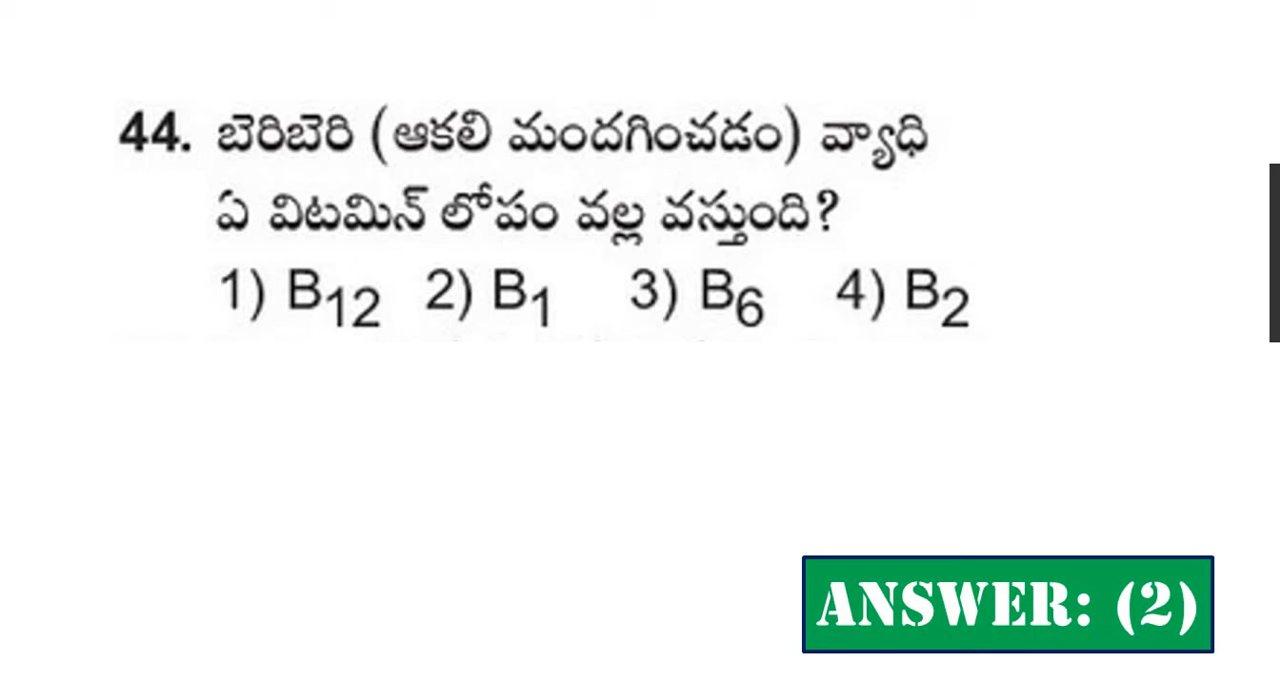 44. బెరిబెరి (ఆకలి మందగించడం) వ్యాధి
ఏ విటమిన్ లోపం వల్ల వస్తుంది?
1) B12 2) B1 3) B6 4) B2
ANSWER: (2)